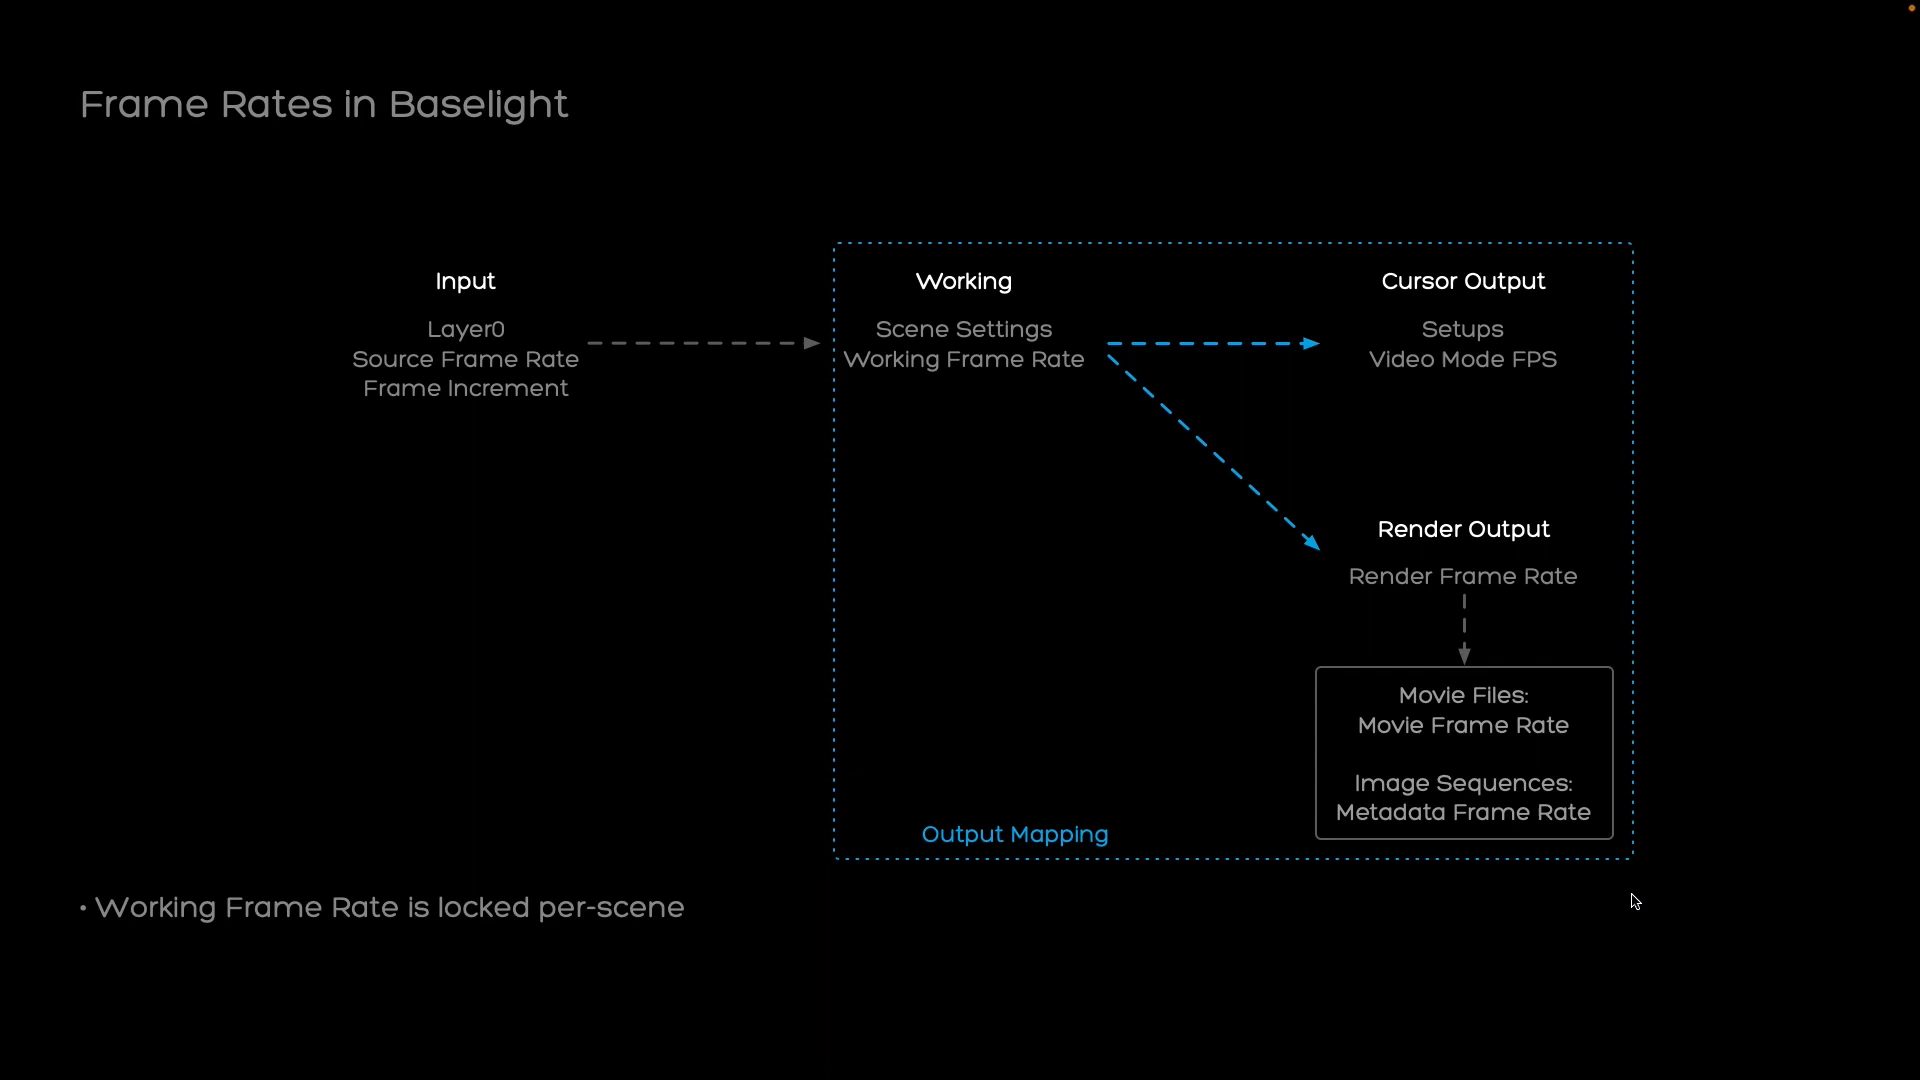 Frame Rates in Baselight
Input
Layer0
Source Frame Rate
Frame Increment
Working
Scene Settings
Working Frame Rate
Cursor Output
Setups
Video Mode FPS
Render Output
Render Frame Rate
Movie Files:
Movie Frame Rate
Image Sequences:
Metadada Frame Rate
Output Mapping
• Working Frame Rate is locked per-scene